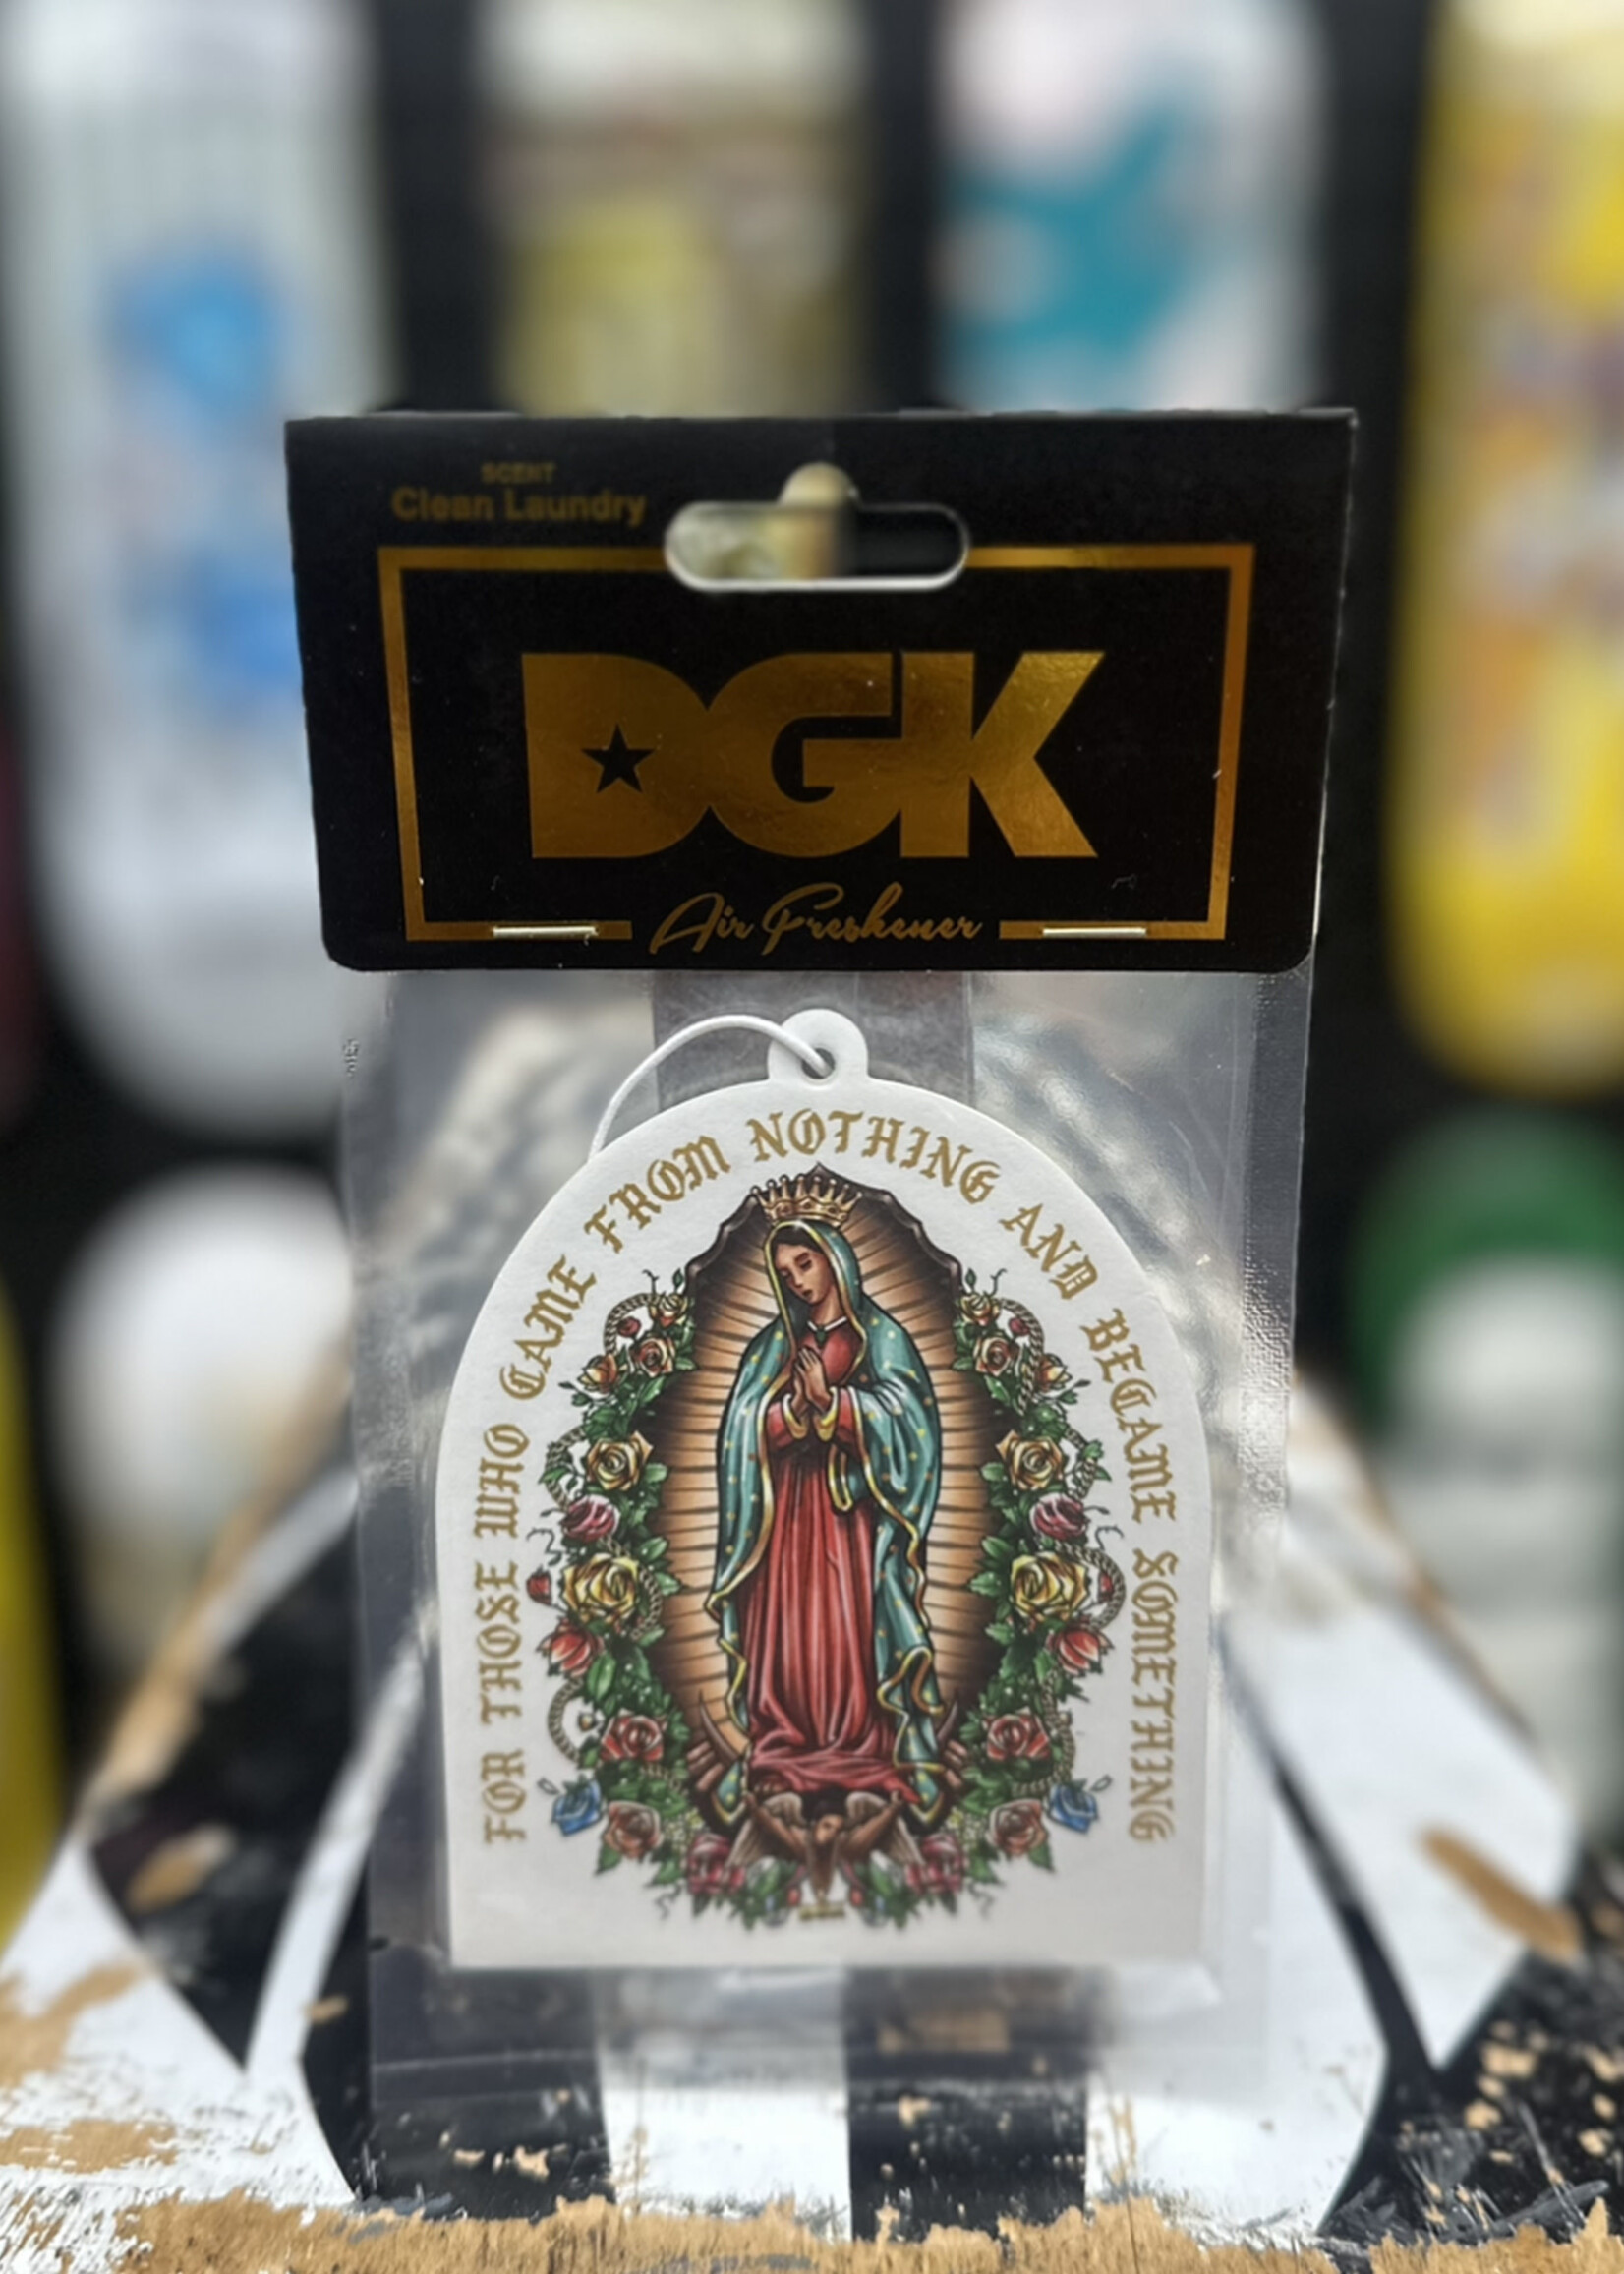 SCENT
Clean Laundry
DGK
Air Freshener
FOR THOSE WHO CAME FROM NOTHING AND BECAME SOMETHING